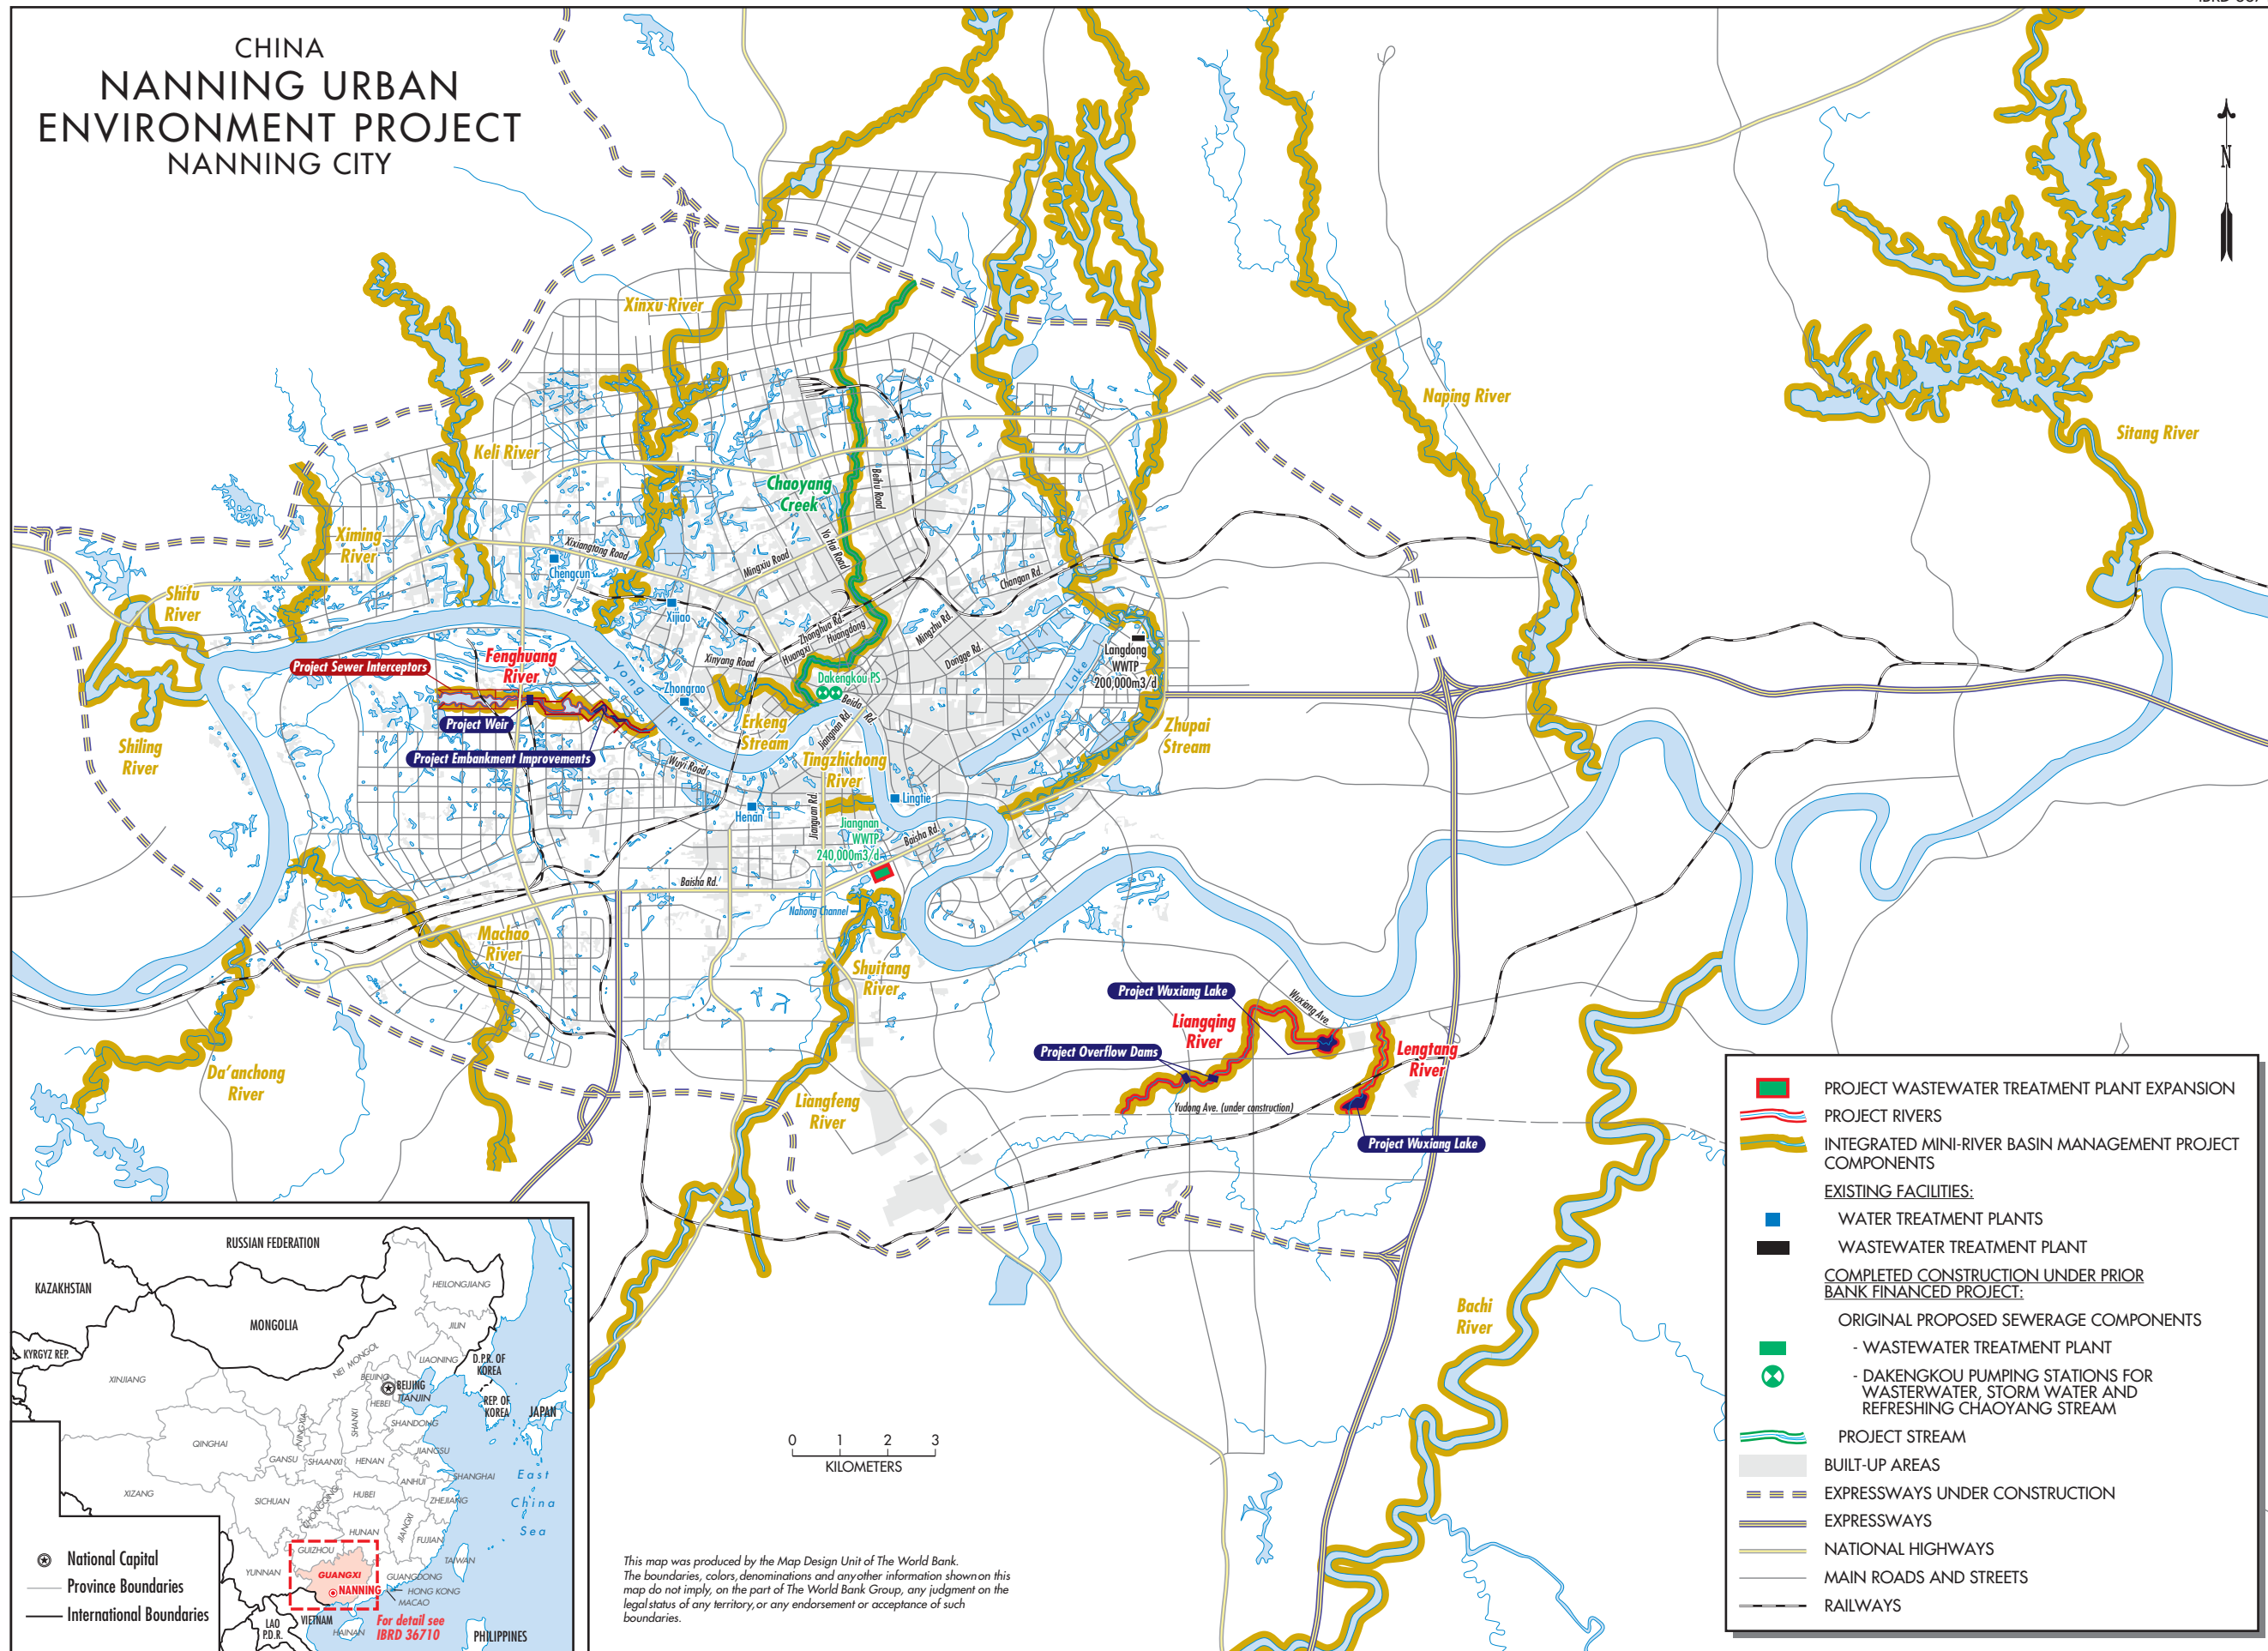 CHINA
NANNING URBAN
ENVIRONMENT PROJECT
NANNING CITY
N
Xinxu River
Keli River
Ximing
River
Shifu
River
Shiling
River
Chaoyang
Creek
Beihu Road
Naping River
Sitang River
Xixiangtang Road
Chengcun
Xijiao
Mingxiu Road
Changan Rd.
Zhonghua Rd.
Huangdong
Huangxi
Mingzhu Rd.
Dongge Rd.
Xinyang Road
Langdong
WWTP
200,000m3/d
Nanhu Lake
Project Sewer Interceptors
Fenghuang
River
Project Weir
Project Embankment Improvements
Yong
River
Zhongrao
Dakengkou PS
Beida Rd.
Jiangnan Rd.
Erkeng
Stream
Zhupai
Stream
Wuyi Road
Tingzhichong
River
Henan
Lingtie
Jiangnan
WWTP
240,000m3/d
Baisha Rd.
Baisha Rd.
Nahong Channel
Machao
River
Shuitang
River
Da'anchong
River
Liangfeng
River
Project Wuxiang Lake
Wuxiang Ave.
Liangqing
River
Project Overflow Dams
Lengtang
River
Yudong Ave. (under construction)
Project Wuxiang Lake
Bachi
River
PROJECT WASTEWATER TREATMENT PLANT EXPANSION
PROJECT RIVERS
INTEGRATED MINI-RIVER BASIN MANAGEMENT PROJECT
COMPONENTS
EXISTING FACILITIES:
WATER TREATMENT PLANTS
WASTEWATER TREATMENT PLANT
COMPLETED CONSTRUCTION UNDER PRIOR
BANK FINANCED PROJECT:
ORIGINAL PROPOSED SEWERAGE COMPONENTS
- WASTEWATER TREATMENT PLANT
- DAKENGKOU PUMPING STATIONS FOR
WASTERWATER, STORM WATER AND
REFRESHING CHAOYANG STREAM
PROJECT STREAM
BUILT-UP AREAS
EXPRESSWAYS UNDER CONSTRUCTION
EXPRESSWAYS
NATIONAL HIGHWAYS
MAIN ROADS AND STREETS
RAILWAYS
0 1 2 3
KILOMETERS
This map was produced by the Map Design Unit of The World Bank.
The boundaries, colors, denominations and any other information shown on this
map do not imply, on the part of The World Bank Group, any judgment on the
legal status of any territory, or any endorsement or acceptance of such
boundaries.
RUSSIAN FEDERATION
KAZAKHSTAN
MONGOLIA
KYRGYZ REP.
HEILONGJIANG
JILIN
LIAONING
NEI MONGOL
D.P.R. OF
KOREA
REP. OF
KOREA
JAPAN
XINJIANG
BEIJING
BEIJING
TIANJIN
HEBEI
SHANXI
SHANDONG
NINGXIA
QINGHAI
GANSU
SHAANXI
HENAN
JIANGSU
ANHUI
SHANGHAI
XIZANG
SICHUAN
CHONGQING
HUBEI
ZHEJIANG
HUNAN
JIANGXI
FUJIAN
GUIZHOU
YUNNAN
GUANGXI
NANNING
GUANGDONG
TAIWAN
HONG KONG
MACAO
HAINAN
VIETNAM
LAO
P.D.R.
PHILIPPINES
East
China
Sea
For detail see
IBRD 36710
National Capital
Province Boundaries
International Boundaries